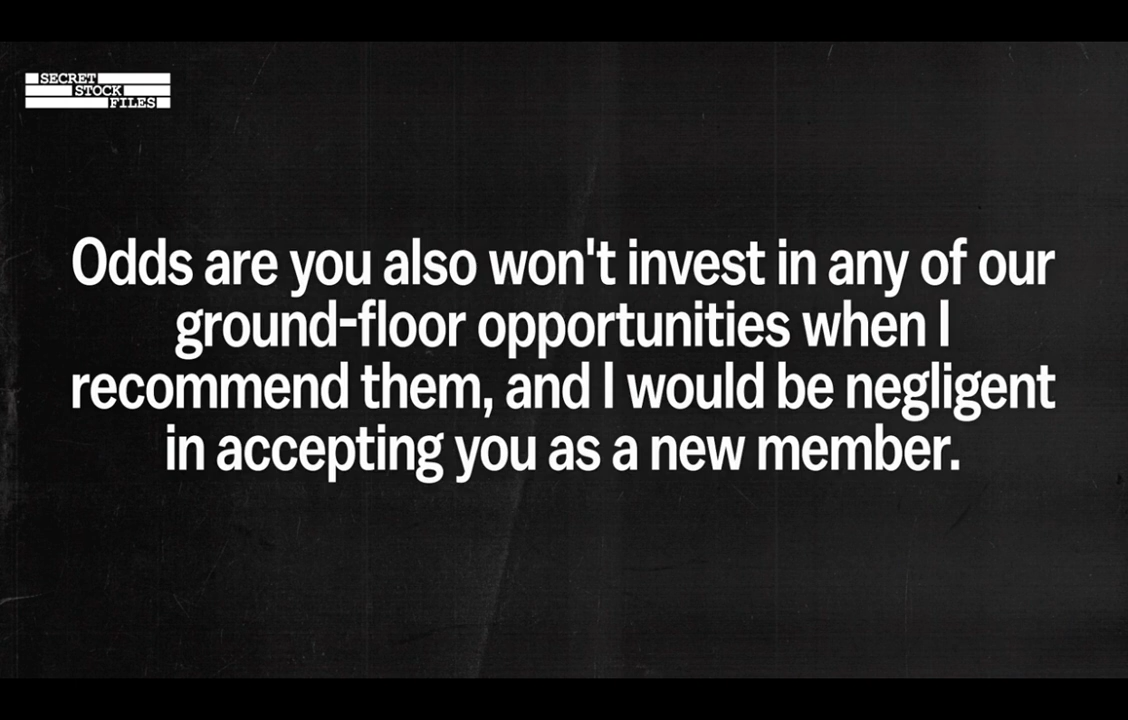 SECRET
STOCK
FILES
Odds are you also won't invest in any of our
ground-floor opportunities when I
recommend them, and I would be negligent
in accepting you as a new member.